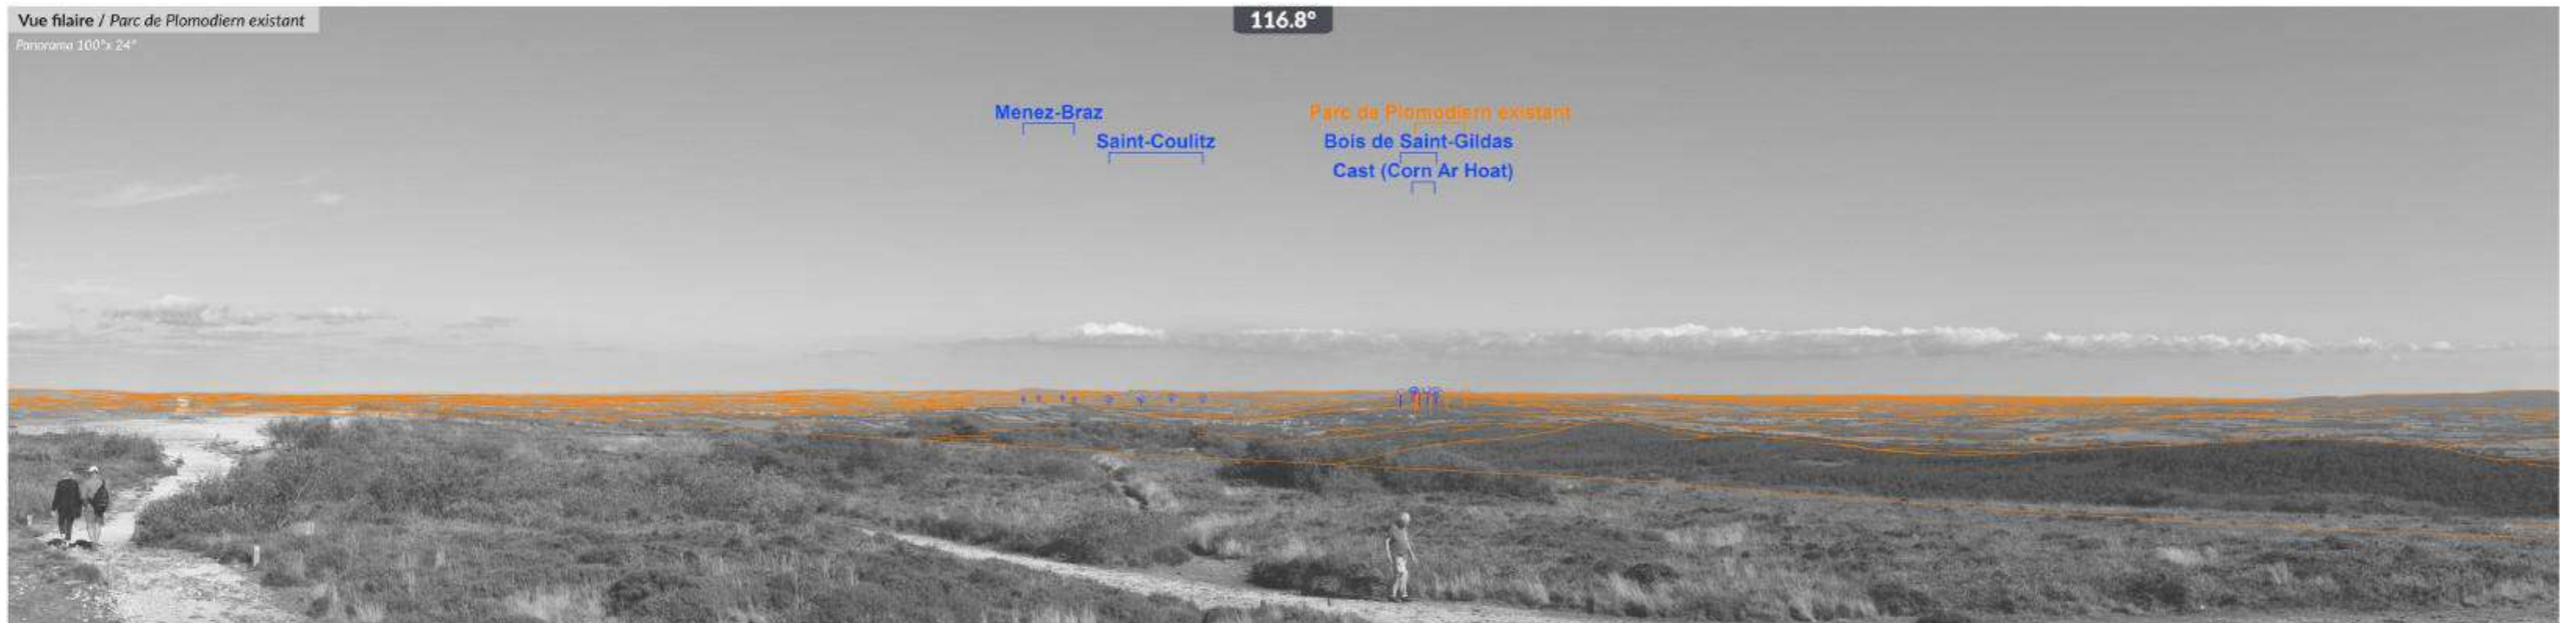 Vue filaire / Parc de Plomodiern existant
116.8°
Panorama 100°x 24°
Menez-Braz
Parc de Plomodiern existant
Saint-Coulitz
Bois de Saint-Gildas
Cast (Corn Ar Hoat)